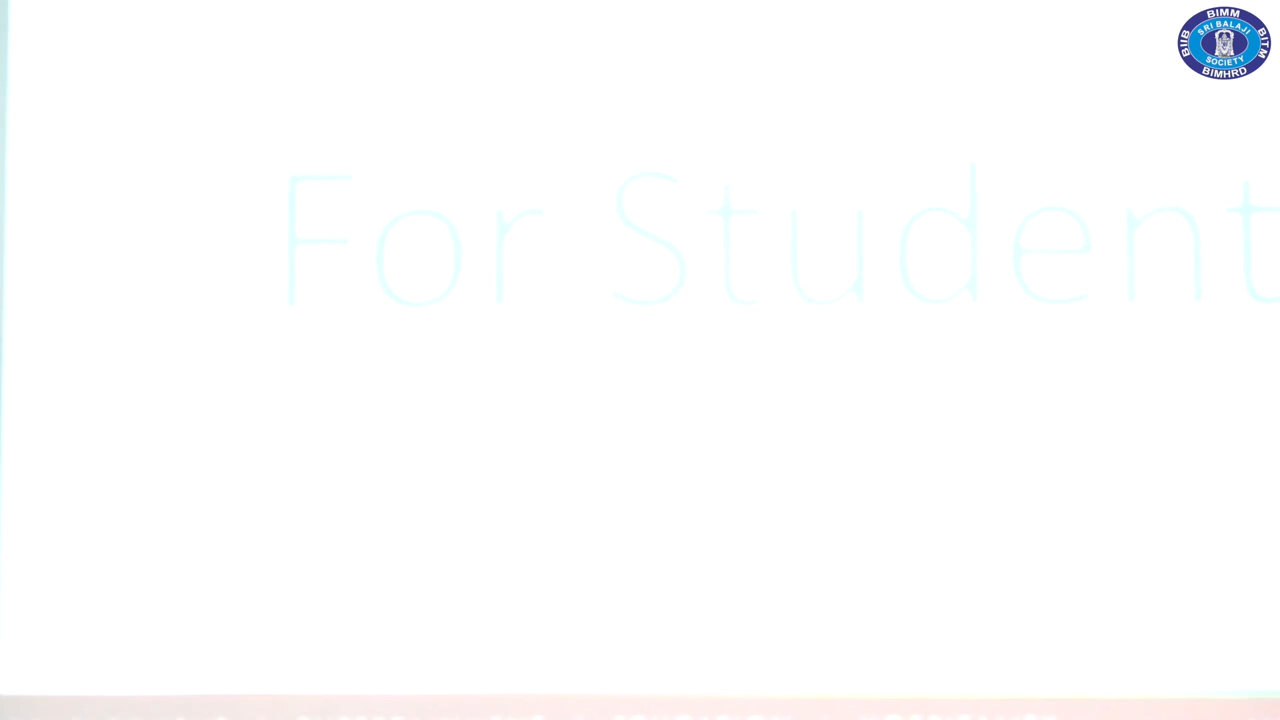 BIMM
BIIB
SRI BALAJI
BITM
SOCIETY
BIMHRD
For Student